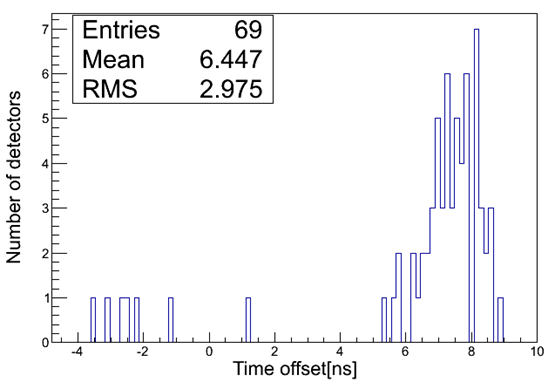 Entries 69
Mean 6.447
RMS 2.975
Number of detectors
7
6
5
4
3
2
1
0
-4 -2 0 2 4 6 8 10
Time offset[ns]